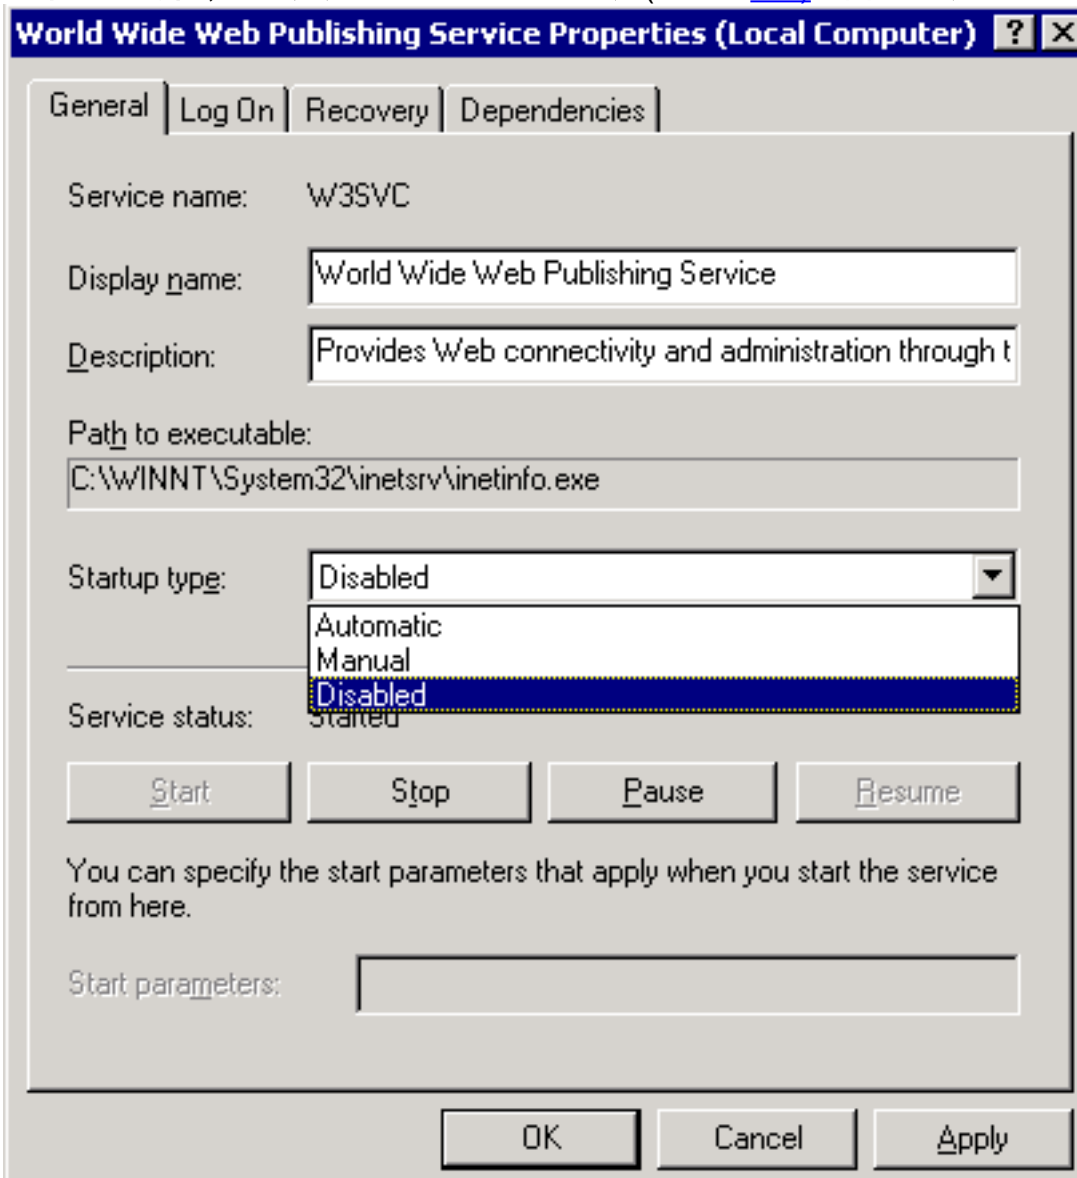 World Wide Web Publishing Service Properties (Local Computer) ? X
General Log On Recovery Dependencies
Service name: W3SVC
Display name: World Wide Web Publishing Service
Description: Provides Web connectivity and administration through t
Path to executable:
C:\WINNT\System32\inetsrv\inetinfo.exe
Startup type: Disabled
Automatic
Manual
Disabled
Service status: Started
Start Stop Pause Resume
You can specify the start parameters that apply when you start the service
from here.
Start parameters:
OK Cancel Apply